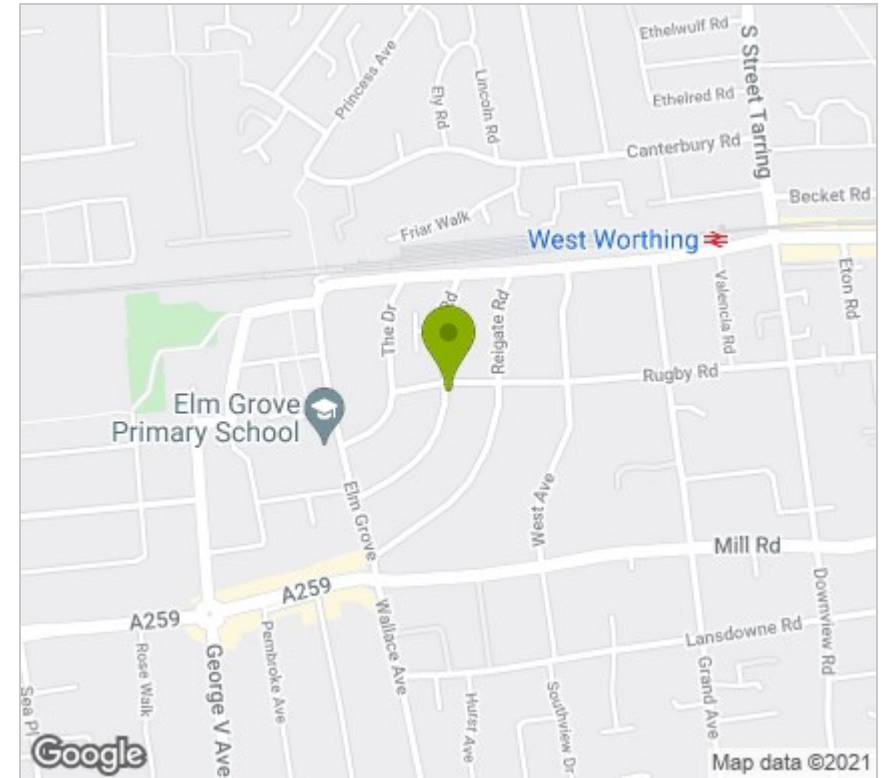 Ethelwulf Rd
S Street Tarring
Princess Ave
Lincoln Rd
Ely Rd
Ethelred Rd
Canterbury Rd
Becket Rd
Friar Walk
West Worthing
Eton Rd
Valencia Rd
Rd
Reigate Rd
The Dr
Rugby Rd
Elm Grove
Primary School
Elm Grove
West Ave
Mill Rd
A259
A259
Downview Rd
Wallace Ave
Pembroke Ave
Rose Walk
Lansdowne Rd
George V Ave
Grand Ave
Southview Dr
Hurst Ave
Sea Pl
Google
Map data ©2021